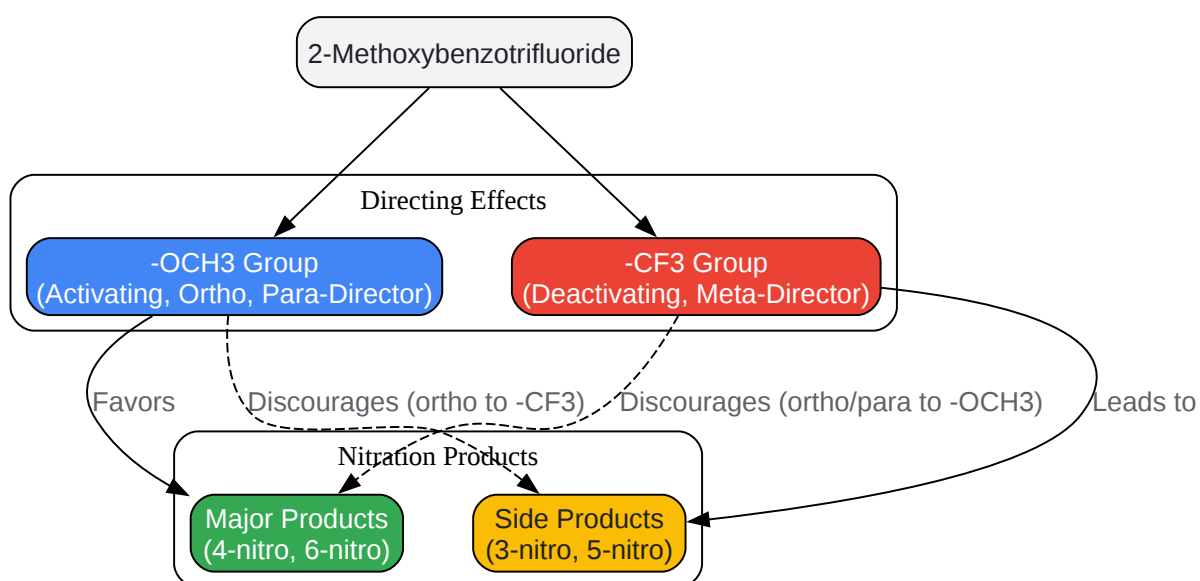 2-Methoxybenzotrifluoride
Directing Effects
-OCH3 Group
(Activating, Ortho, Para-Director)
-CF3 Group
(Deactivating, Meta-Director)
Favors
Discourages (ortho to -CF3)
Discourages (ortho/para to -OCH3)
Leads to
Nitration Products
Major Products
(4-nitro, 6-nitro)
Side Products
(3-nitro, 5-nitro)